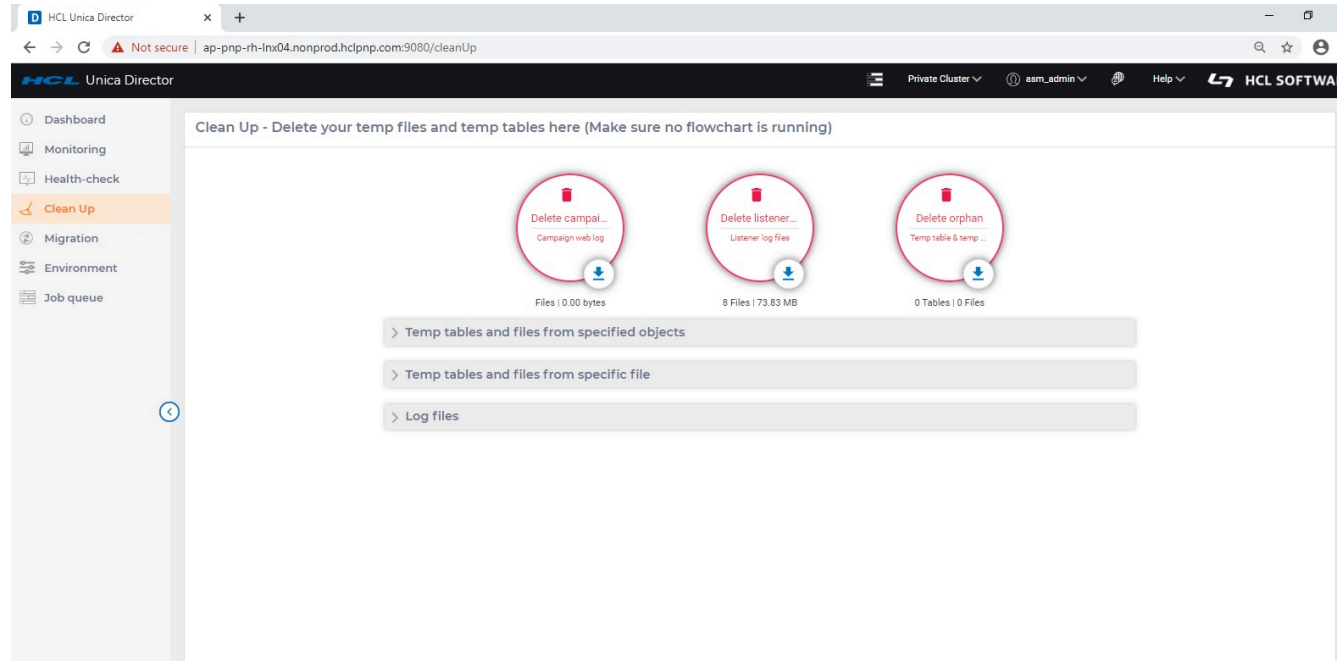 D HCL Unica Director
Not secure | ap-pnp-rh-lnx04.nonprod.hclpnp.com:9080/cleanUp
HCL Unica Director Private Cluster asm_admin Help HCL SOFTWA
Dashboard
Monitoring
Health-check
Clean Up
Migration
Environment
Job queue
Clean Up - Delete your temp files and temp tables here (Make sure no flowchart is running)
Delete campai...
Campaign web log
Files | 0.00 bytes
Delete listener...
Listener log files
8 Files | 73.83 MB
Delete orphan
Temp table & temp ...
0 Tables | 0 Files
Temp tables and files from specified objects
Temp tables and files from specific file
Log files